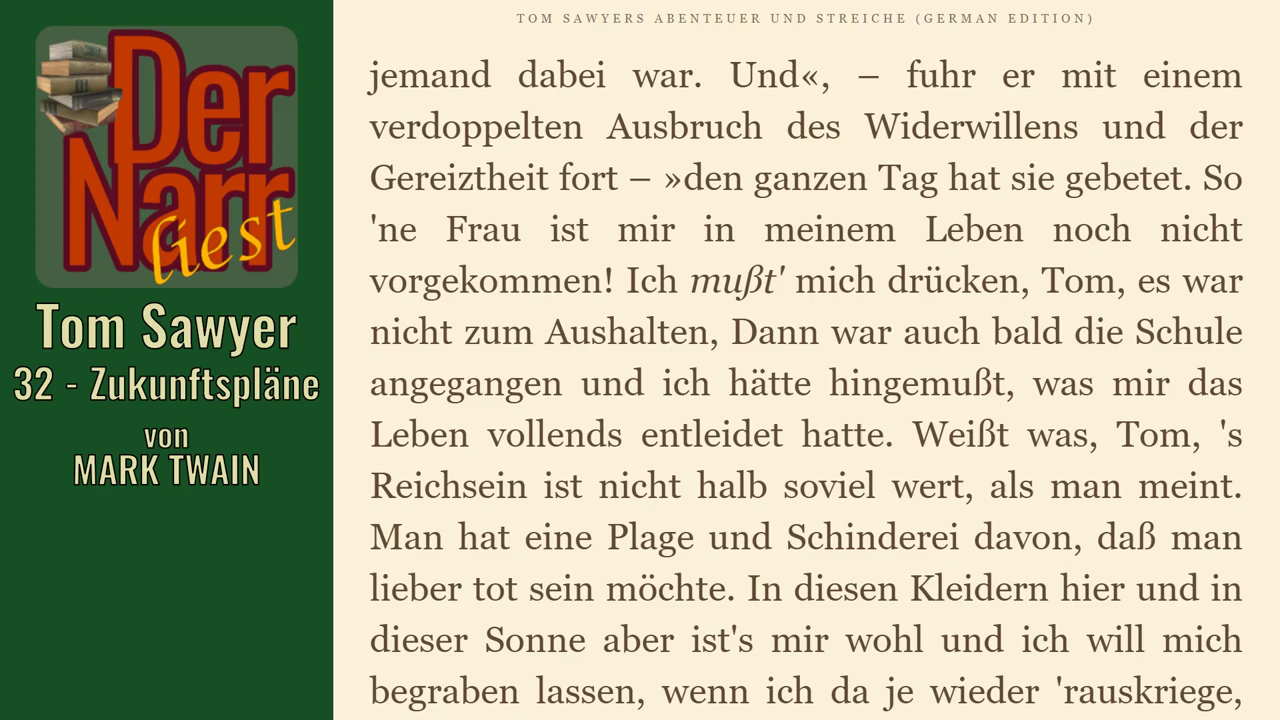 Der
Narr
liest
Tom Sawyer
32 - Zukunftspläne
von
MARK TWAIN
TOM SAWYERS ABENTEUER UND STREICHE (GERMAN EDITION)
jemand dabei war. Und«, – fuhr er mit einem
verdoppelten Ausbruch des Widerwillens und der
Gereiztheit fort – »den ganzen Tag hat sie gebetet. So
'ne Frau ist mir in meinem Leben noch nicht
vorgekommen! Ich mußt' mich drücken, Tom, es war
nicht zum Aushalten, Dann war auch bald die Schule
angegangen und ich hätte hingemußt, was mir das
Leben vollends entleidet hatte. Weißt was, Tom, 's
Reichsein ist nicht halb soviel wert, als man meint.
Man hat eine Plage und Schinderei davon, daß man
lieber tot sein möchte. In diesen Kleidern hier und in
dieser Sonne aber ist's mir wohl und ich will mich
begraben lassen, wenn ich da je wieder 'rauskriege,